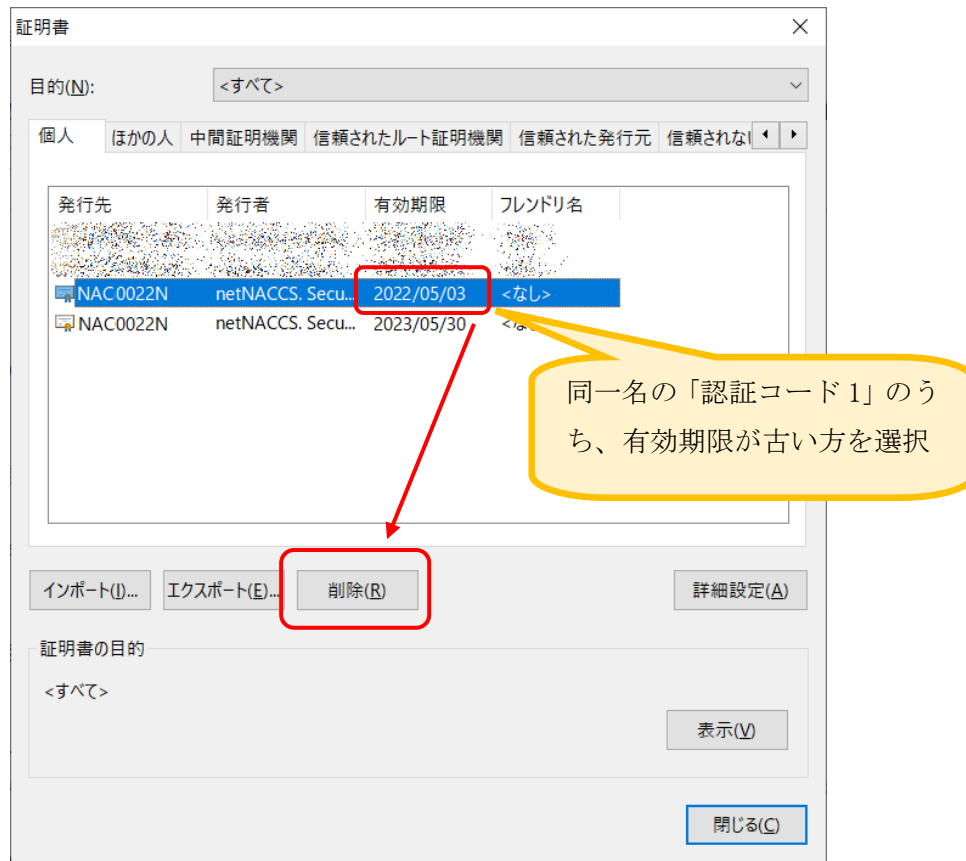 証明書
目的(N): <すべて>
個人 ほかの人 中間証明機関 信頼されたルート証明機関 信頼された発行元 信頼されない
発行先 発行者 有効期限 フレンドリ名
NAC0022N netNACCS. Secu... 2022/05/03 <なし>
NAC0022N netNACCS. Secu... 2023/05/30
同一名の「認証コード 1」のう
ち、有効期限が古い方を選択
インポート(I)... エクスポート(E)... 削除(R) 詳細設定(A)
証明書の目的
<すべて>
表示(V)
閉じる(C)